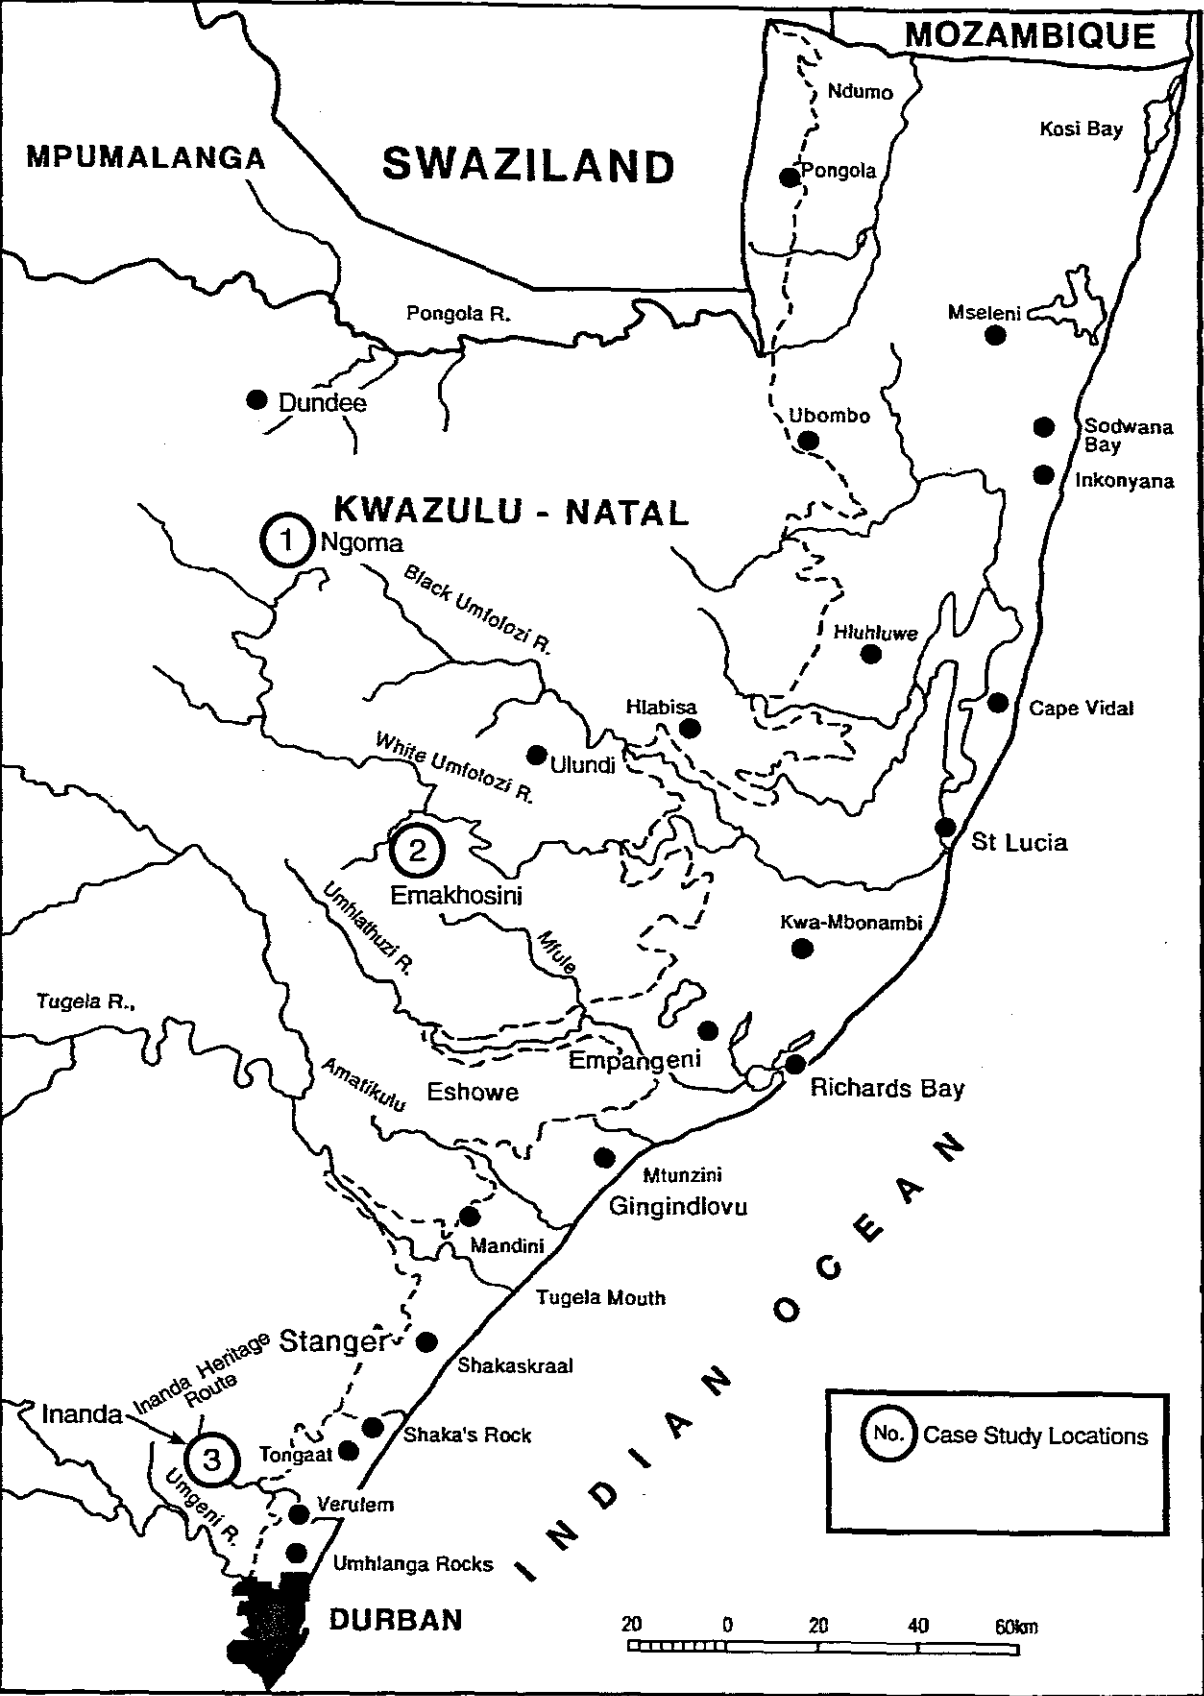 MOZAMBIQUE
Ndumo
Kosi Bay
MPUMALANGA
SWAZILAND
Pongola
Pongola R.
Mseleni
Dundee
Ubombo
Sodwana
Bay
Inkonyana
KWAZULU - NATAL
1
Ngoma
Black Umfolozi R.
Hluhluwe
Hlabisa
Cape Vidal
White Umfolozi R.
Ulundi
2
St Lucia
Emakhosini
Umhlathuzi R.
Mfule
Kwa-Mbonambi
Tugela R.,
Empangeni
Amatikulu
Eshowe
Richards Bay
Mtunzini
Gingindlovu
Mandini
Tugela Mouth
INDIAN OCEAN
Stanger
Shakaskraal
Inanda Heritage
Route
Inanda
Shaka's Rock
3
Tongaat
Umgeni R.
Verulem
Umhlanga Rocks
DURBAN
No. Case Study Locations
20 0 20 40 60km